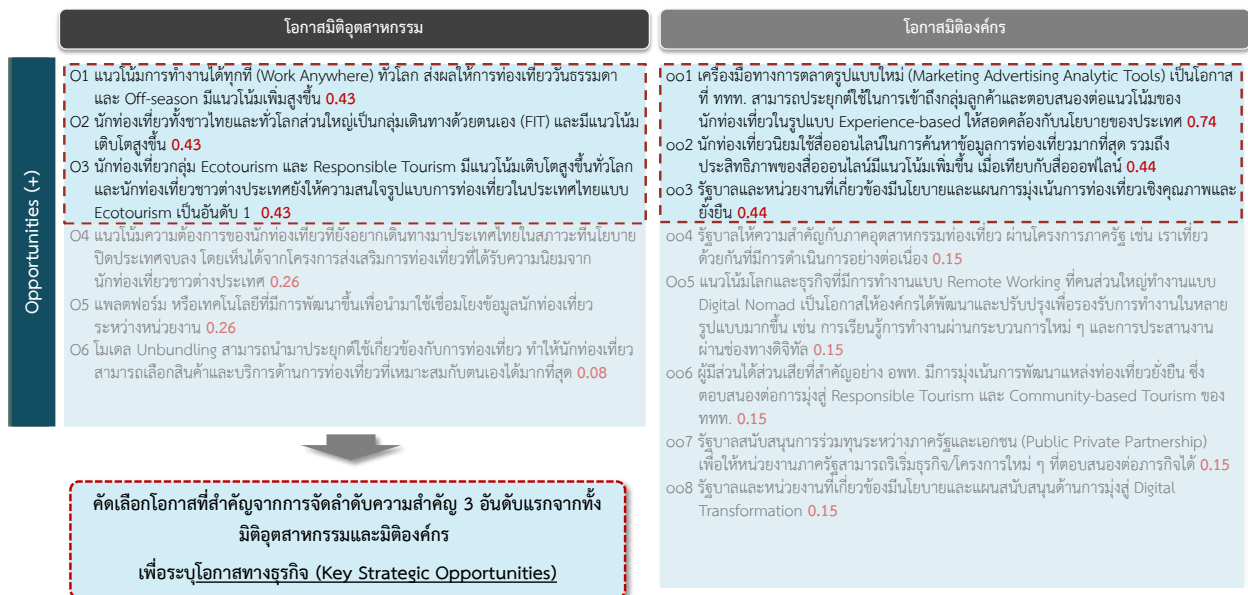 โอกาสมิติอุตสาหกรรม
โอกาสมิติองค์กร
Opportunities (+)
O1 แนวโน้มการทำงานได้ทุกที่ (Work Anywhere) ทั่วโลก ส่งผลให้การท่องเที่ยววันธรรมดา
และ Off-season มีแนวโน้มเพิ่มสูงขึ้น 0.43
O2 นักท่องเที่ยวทั้งชาวไทยและทั่วโลกส่วนใหญ่เป็นกลุ่มเดินทางด้วยตนเอง (FIT) และมีแนวโน้ม
เติบโตสูงขึ้น 0.43
O3 นักท่องเที่ยวกลุ่ม Ecotourism และ Responsible Tourism มีแนวโน้มเติบโตสูงขึ้นทั่วโลก
และนักท่องเที่ยวชาวต่างประเทศยังให้ความสนใจรูปแบบการท่องเที่ยวในประเทศไทยแบบ
Ecotourism เป็นอันดับ 1 0.43
O4 แนวโน้มความต้องการของนักท่องเที่ยวที่ยังอยากเดินทางมาประเทศไทยในสภาวะที่นโยบาย
ปิดประเทศจบลง โดยเห็นได้จากโครงการส่งเสริมการท่องเที่ยวที่ได้รับความนิยมจาก
นักท่องเที่ยวชาวต่างประเทศ 0.26
O5 แพลตฟอร์ม หรือเทคโนโลยีที่มีการพัฒนาขึ้นเพื่อนำมาใช้เชื่อมโยงข้อมูลนักท่องเที่ยว
ระหว่างหน่วยงาน 0.26
O6 โมเดล Unbundling สามารถนำมาประยุกต์ใช้เกี่ยวข้องกับการท่องเที่ยว ทำให้นักท่องเที่ยว
สามารถเลือกสินค้าและบริการด้านการท่องเที่ยวที่เหมาะสมกับตนเองได้มากที่สุด 0.08
oo1 เครื่องมือทางการตลาดรูปแบบใหม่ (Marketing Advertising Analytic Tools) เป็นโอกาส
ที่ ททท. สามารถประยุกต์ใช้ในการเข้าถึงกลุ่มลูกค้าและตอบสนองต่อแนวโน้มของ
นักท่องเที่ยวในรูปแบบ Experience-based ให้สอดคล้องกับนโยบายของประเทศ 0.74
oo2 นักท่องเที่ยวนิยมใช้สื่อออนไลน์ในการค้นหาข้อมูลการท่องเที่ยวมากที่สุด รวมถึง
ประสิทธิภาพของสื่อออนไลน์มีแนวโน้มเพิ่มขึ้น เมื่อเทียบกับสื่อออฟไลน์ 0.44
oo3 รัฐบาลและหน่วยงานที่เกี่ยวข้องมีนโยบายและแผนการมุ่งเน้นการท่องเที่ยวเชิงคุณภาพและ
ยั่งยืน 0.44
oo4 รัฐบาลให้ความสำคัญกับภาคอุตสาหกรรมท่องเที่ยว ผ่านโครงการภาครัฐ เช่น เราเที่ยว
ด้วยกันที่มีการดำเนินการอย่างต่อเนื่อง 0.15
Oo5 แนวโน้มโลกและธุรกิจที่มีการทำงานแบบ Remote Working ที่คนส่วนใหญ่ทำงานแบบ
Digital Nomad เป็นโอกาสให้องค์กรได้พัฒนาและปรับปรุงเพื่อรองรับการทำงานในหลาย
รูปแบบมากขึ้น เช่น การเรียนรู้การทำงานผ่านกระบวนการใหม่ ๆ และการประสานงาน
ผ่านช่องทางดิจิทัล 0.15
oo6 ผู้มีส่วนได้ส่วนเสียที่สำคัญอย่าง อพท. มีการมุ่งเน้นการพัฒนาแหล่งท่องเที่ยวยั่งยืน ซึ่ง
ตอบสนองต่อการมุ่งสู่ Responsible Tourism และ Community-based Tourism ของ
ททท. 0.15
oo7 รัฐบาลสนับสนุนการร่วมทุนระหว่างภาครัฐและเอกชน (Public Private Partnership)
เพื่อให้หน่วยงานภาครัฐสามารถริเริ่มธุรกิจ/โครงการใหม่ ๆ ที่ตอบสนองต่อภารกิจได้ 0.15
oo8 รัฐบาลและหน่วยงานที่เกี่ยวข้องมีนโยบายและแผนสนับสนุนด้านการมุ่งสู่ Digital
Transformation 0.15
คัดเลือกโอกาสที่สำคัญจากการจัดลำดับความสำคัญ 3 อันดับแรกจากทั้ง
มิติอุตสาหกรรมและมิติองค์กร
เพื่อระบุโอกาสทางธุรกิจ (Key Strategic Opportunities)